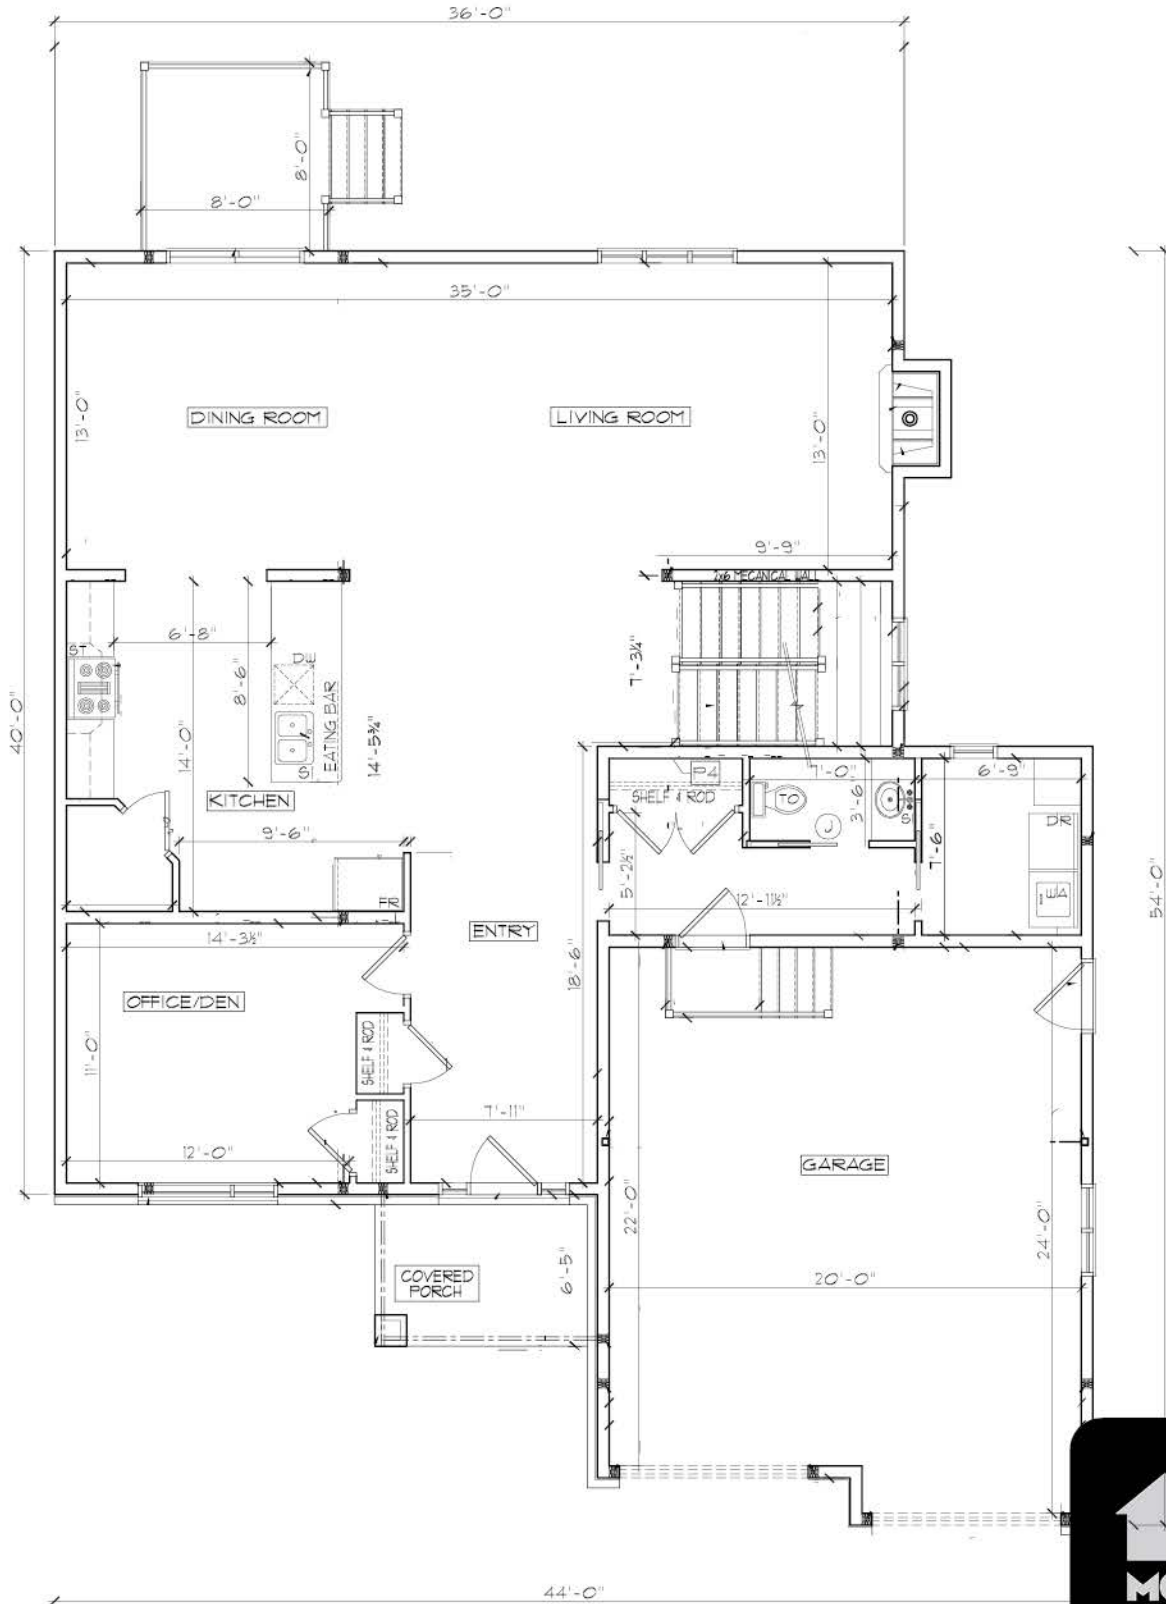 36'-0"
8'-0"
8'-0"
35'-0"
DINING ROOM
LIVING ROOM
13'-0"
13'-0"
9'-9"
2x6 MECANICAL WALL
6'-8"
ST
DW
8'-6"
7'-3¼"
EATING BAR
14'-5¾"
14'-0"
40'-0"
S
KITCHEN
9'-6"
P4
SHELF & ROD
7'-0"
TO
3'-6"
S
6'-9"
DR
J
7'-6"
5'-2½"
12'-11½"
WA
54'-0"
FR
14'-3½"
ENTRY
18'-6"
OFFICE/DEN
11'-0"
SHELF & ROD
SHELF & ROD
12'-0"
7'-11"
GARAGE
22'-0"
24'-0"
20'-0"
6'-5"
COVERED
PORCH
44'-0"